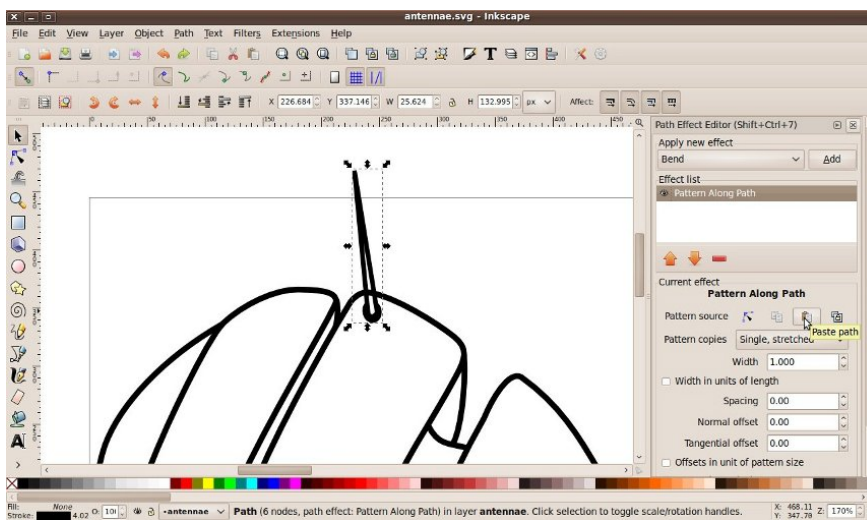 antennae.svg - Inkscape
File Edit View Layer Object Path Text Filters Extensions Help
X 226.684 Y 337.146 W 25.624 H 132.995 px Affect:
Path Effect Editor (Shift+Ctrl+7)
Apply new effect
Bend Add
Effect list
Pattern Along Path
Current effect
Pattern Along Path
Pattern source
Paste path
Pattern copies Single, stretched
Width 1.000
Width in units of length
Spacing 0.00
Normal offset 0.00
Tangential offset 0.00
Offsets in unit of pattern size
Fill: None
Stroke: 4.02 O: 10 -antennae Path (6 nodes, path effect: Pattern Along Path) in layer antennae. Click selection to toggle scale/rotation handles. X: 468.11 Y: 347.70 Z: 170%